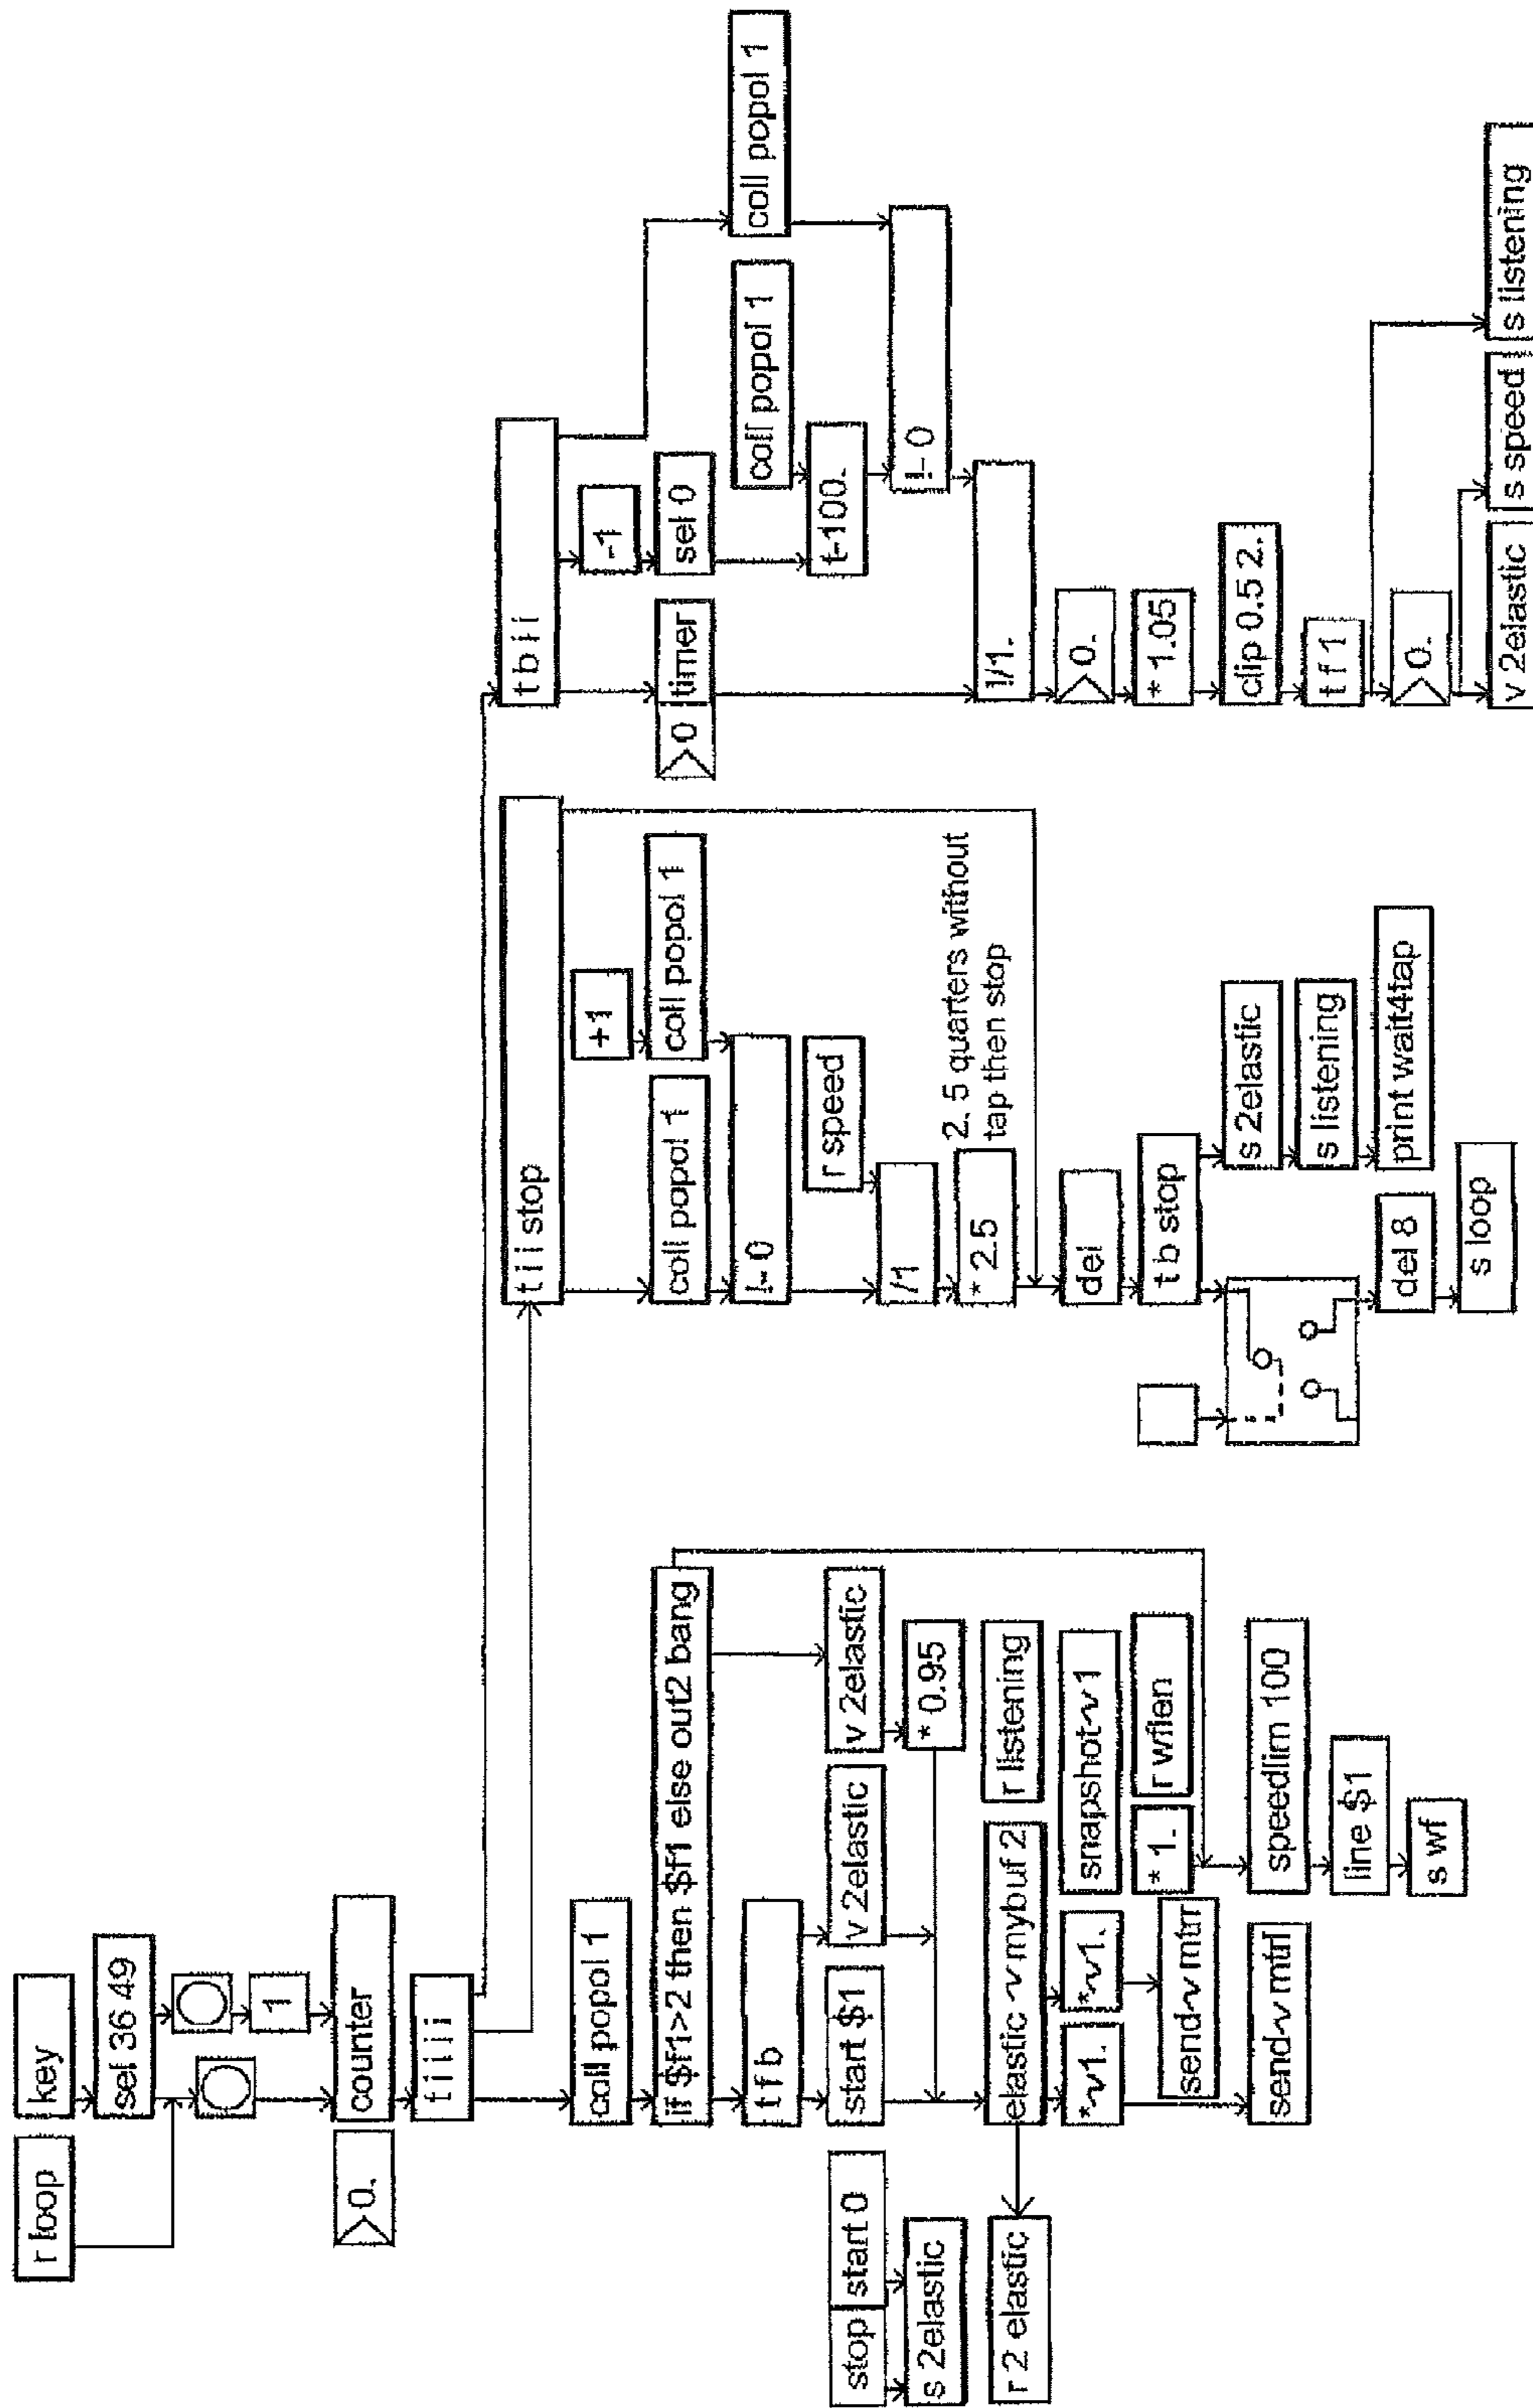 r loop
key
sel 36 49
1
0.
counter
t i i i
coll popol 1
if $f1>2 then $f1 else out2 bang
t f b
stop
start 0
start $1
v 2elastic
v 2elastic
s 2elastic
* 0.95
r 2 elastic
elastic ~ mybuf 2
r listening
*~1.
*~1.
snapshot~1
* 1.
r wflen
send~ mtrr
send~ mtrl
speedlim 100
line $1
s wf
t i i stop
+1
coll popol 1
coll popol 1
!- 0
r speed
/1
* 2.5
2. 5 quarters without
tap then stop
del
t b stop
s 2elastic
s listening
print wait4tap
del 8
s loop
t b i i
-1
0
timer
sel 0
coll popol 1
coll popol 1
t-100.
!- 0
!/1.
0.
* 1.05
clip 0.5 2.
t f 1
0.
v 2elastic
s speed
s listening